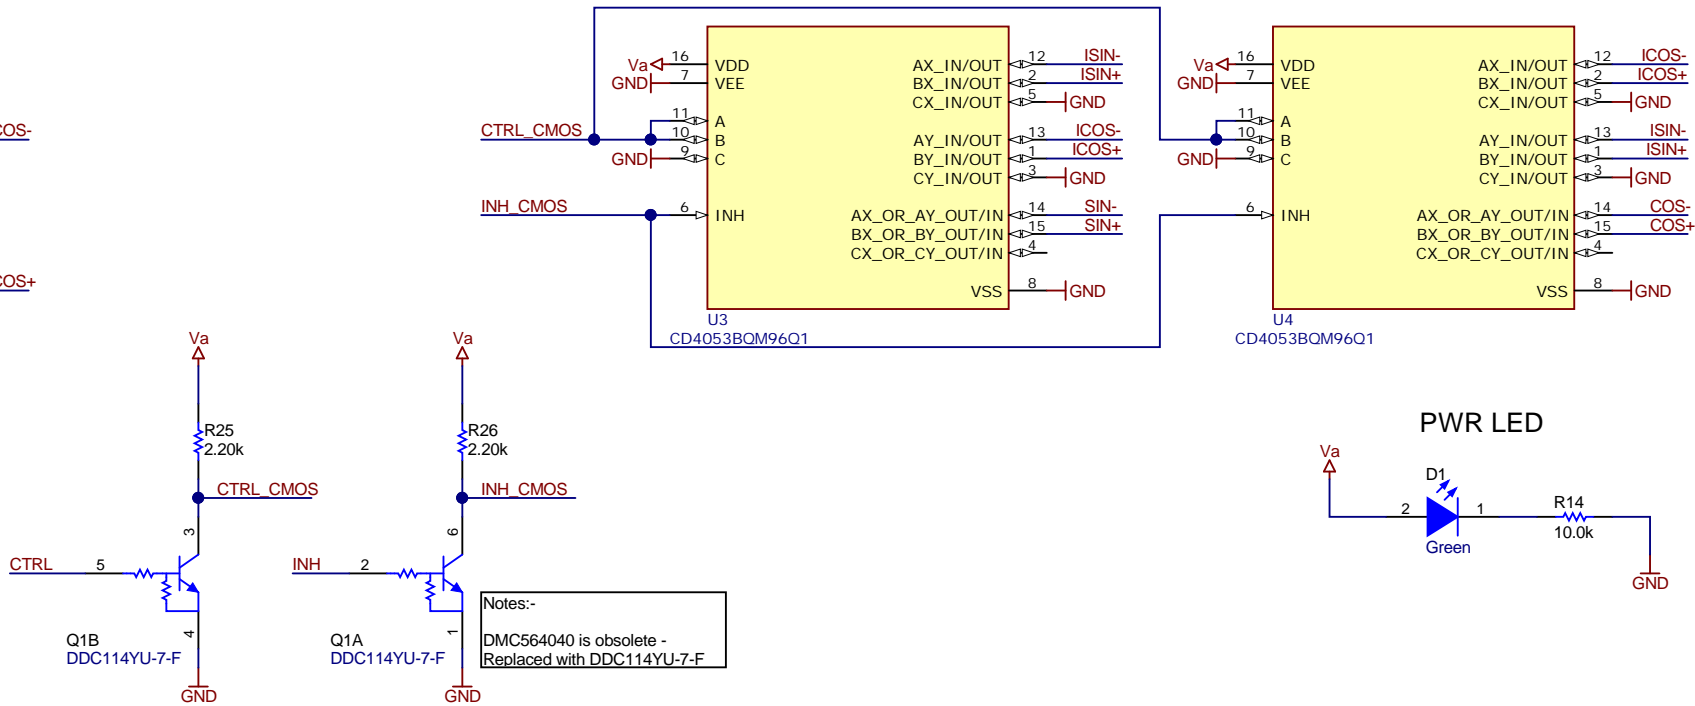 COS-
COS+
CTRL_CMOS
INH_CMOS
Va
GND
GND
16
7
11
10
9
6
VDD
VEE
A
B
C
INH
AX_IN/OUT
BX_IN/OUT
CX_IN/OUT
AY_IN/OUT
BY_IN/OUT
CY_IN/OUT
AX_OR_AY_OUT/IN
BX_OR_BY_OUT/IN
CX_OR_CY_OUT/IN
VSS
12
2
5
13
1
3
14
15
4
8
ISIN-
ISIN+
GND
ICOS-
ICOS+
GND
SIN-
SIN+
GND
U3
CD4053BQM96Q1
Va
GND
GND
16
7
11
10
9
6
VDD
VEE
A
B
C
INH
AX_IN/OUT
BX_IN/OUT
CX_IN/OUT
AY_IN/OUT
BY_IN/OUT
CY_IN/OUT
AX_OR_AY_OUT/IN
BX_OR_BY_OUT/IN
CX_OR_CY_OUT/IN
VSS
12
2
5
13
1
3
14
15
4
8
ICOS-
ICOS+
GND
ISIN-
ISIN+
GND
COS-
COS+
GND
U4
CD4053BQM96Q1
Va
R25
2.20k
CTRL_CMOS
3
CTRL
5
4
Q1B
DDC114YU-7-F
GND
Va
R26
2.20k
INH_CMOS
6
INH
2
1
Q1A
DDC114YU-7-F
GND
Notes:-
DMC564040 is obsolete -
Replaced with DDC114YU-7-F
PWR LED
Va
D1
2
1
Green
R14
10.0k
GND